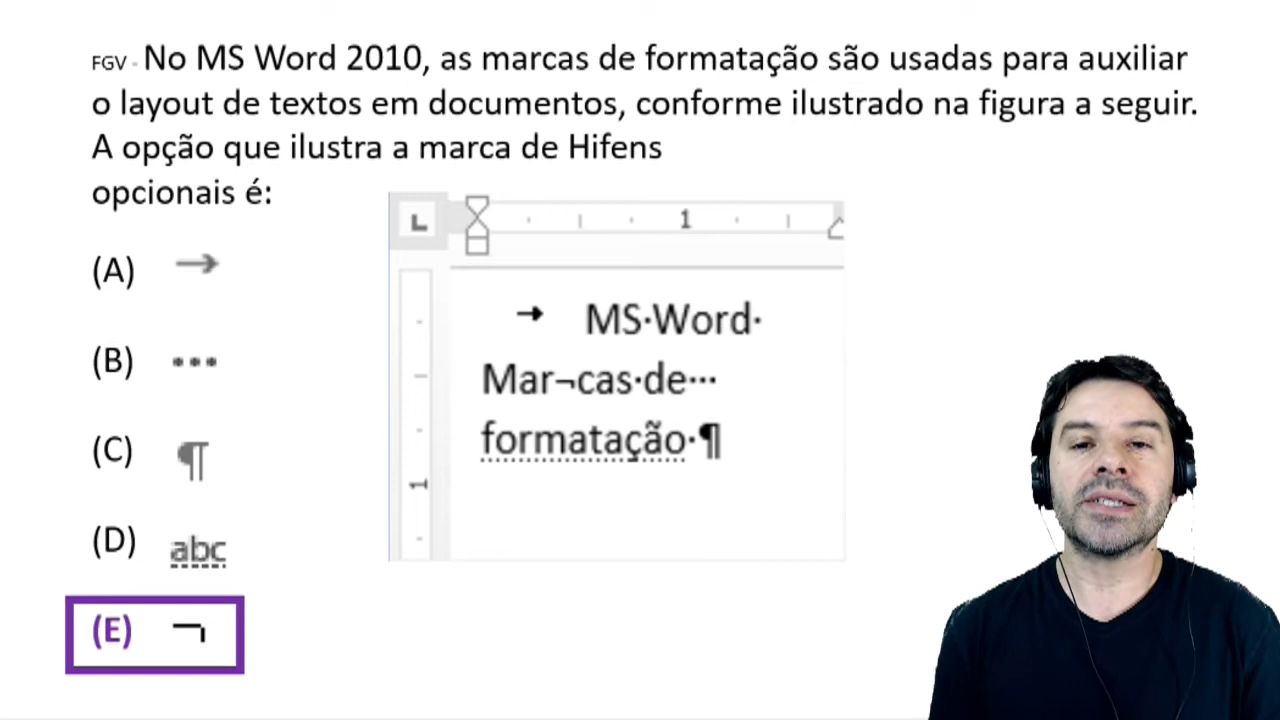 FGV - No MS Word 2010, as marcas de formatação são usadas para auxiliar
o layout de textos em documentos, conforme ilustrado na figura a seguir.
A opção que ilustra a marca de Hifens
opcionais é:
(A) →
(B) •••
(C) ¶
(D) abc
(E) ¬
L 1
→ MS·Word·
Mar¬cas·de···
formatação·¶
1